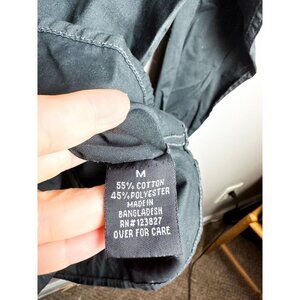 M
55% COTTON
45% POLYESTER
MADE IN
BANGLADESH
RN#123827
OVER FOR CARE